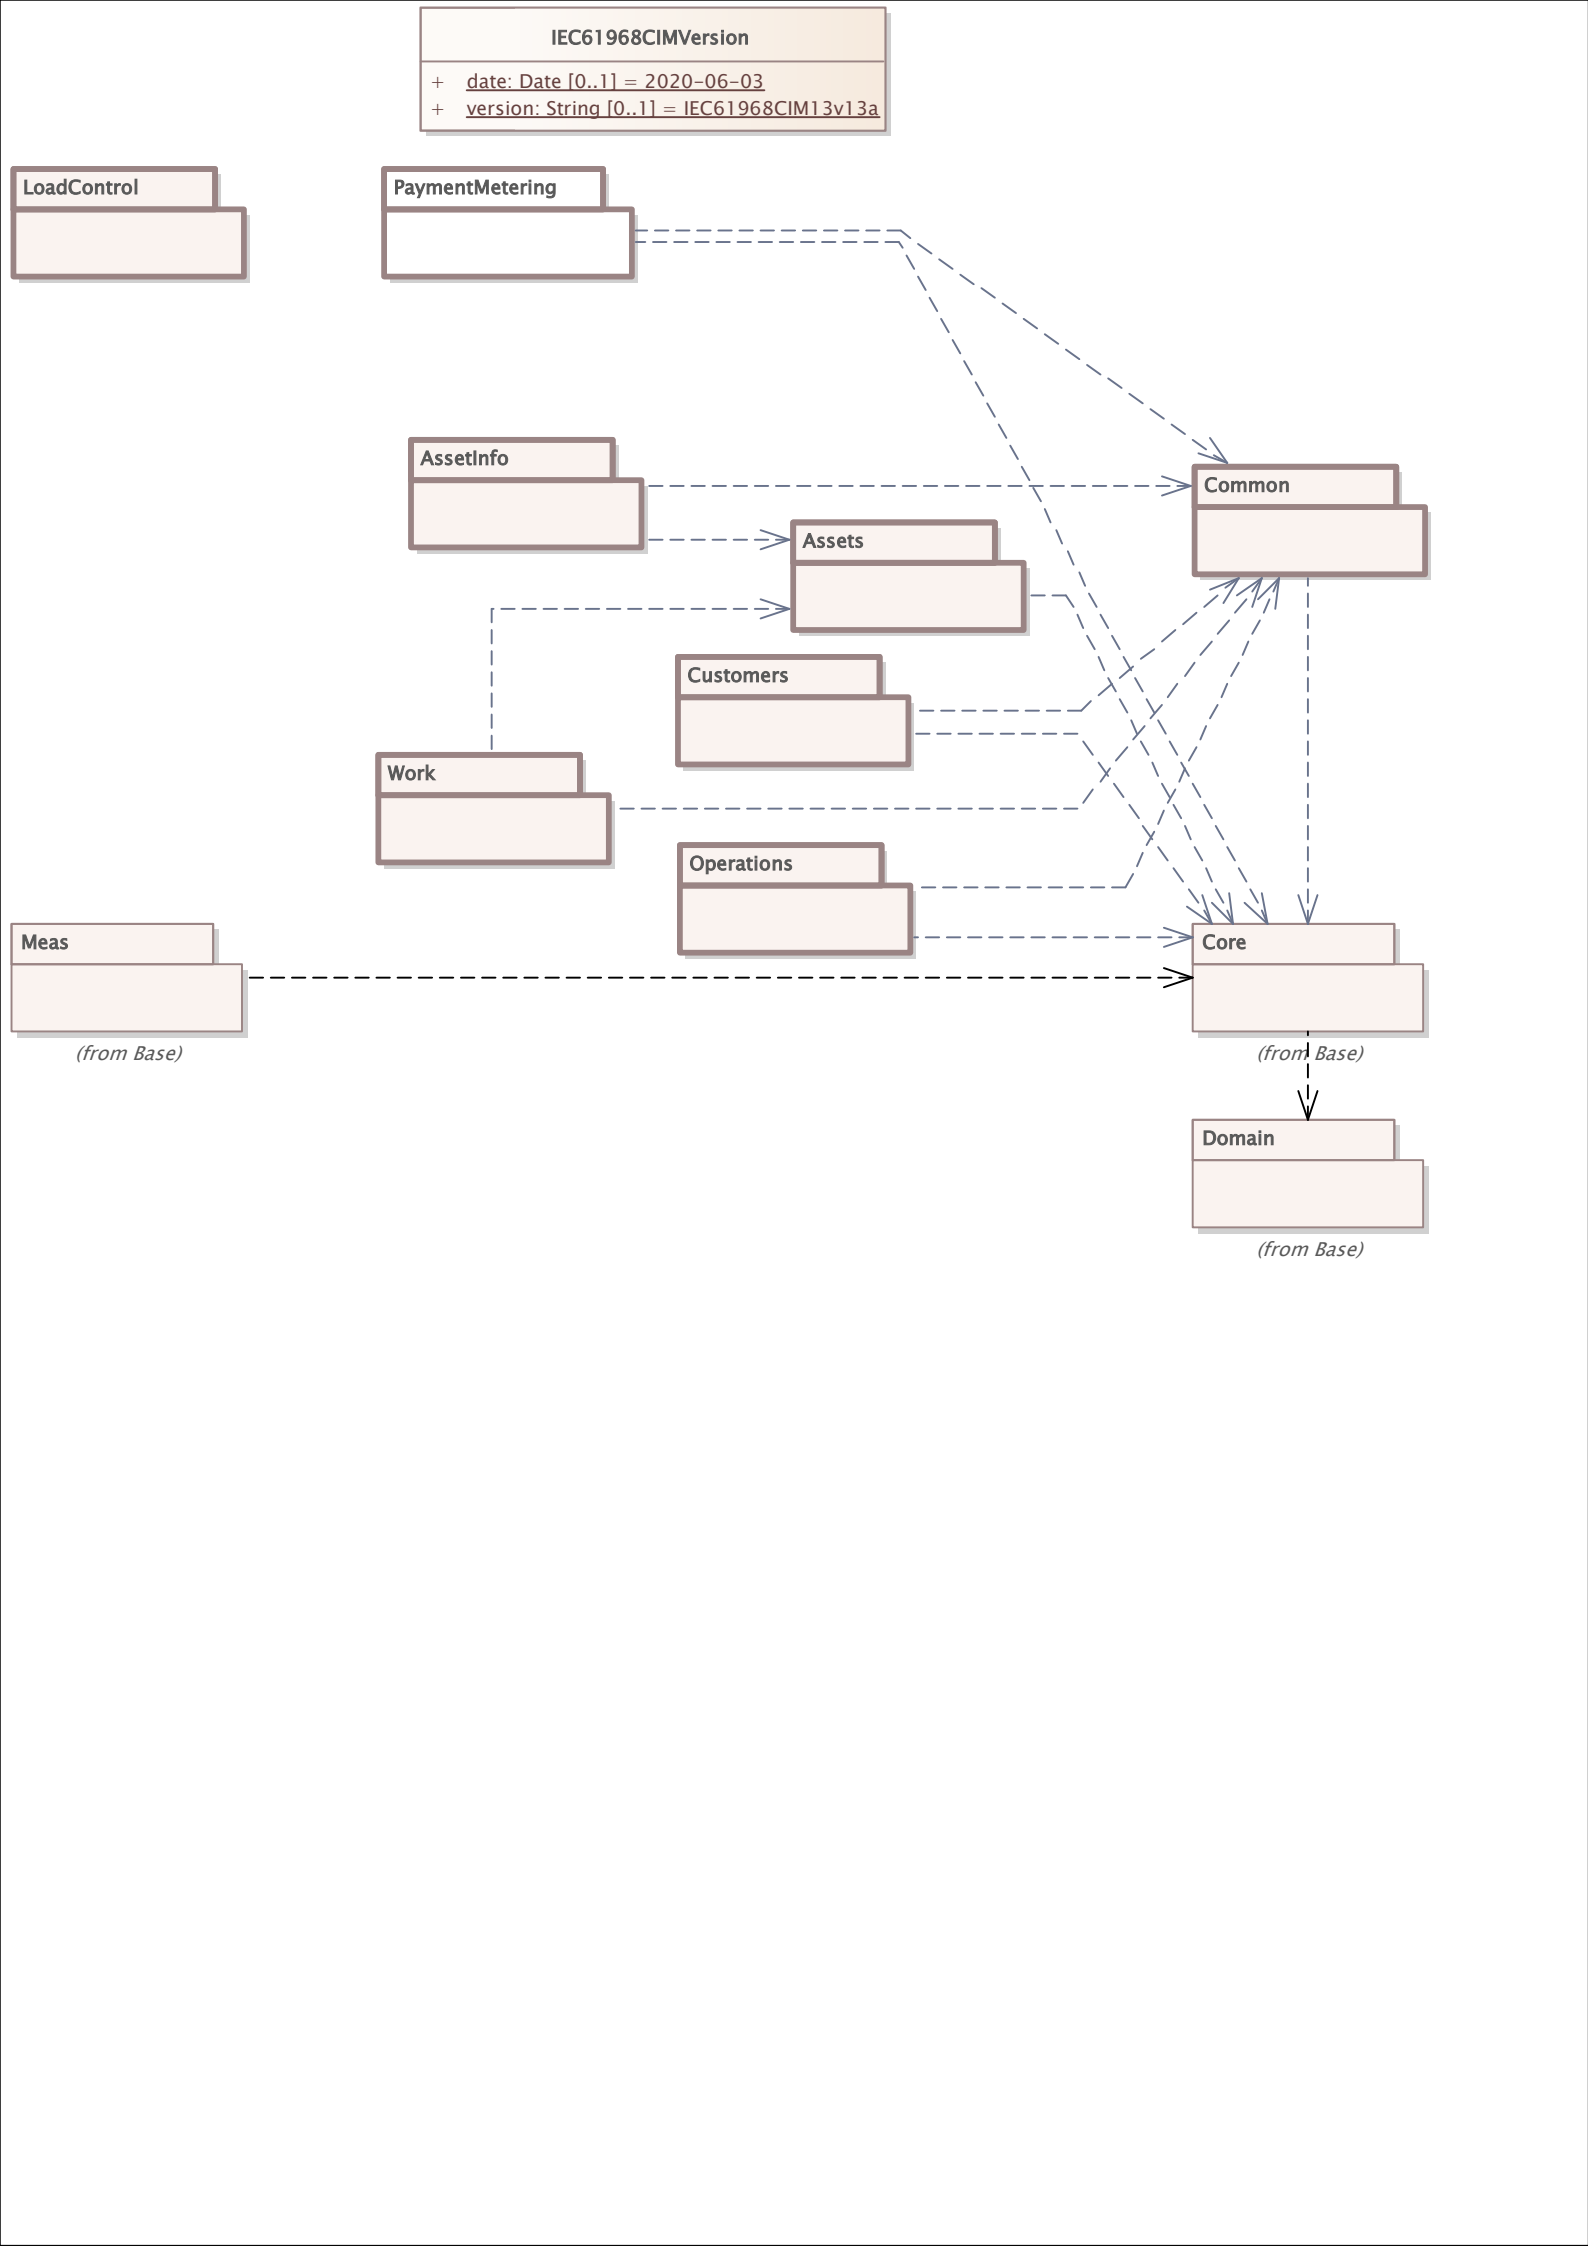 IEC61968CIMVersion
+ date: Date [0..1] = 2020-06-03
+ version: String [0..1] = IEC61968CIM13v13a
LoadControl
PaymentMetering
AssetInfo
Common
Assets
Customers
Work
Operations
Meas
Core
(from Base)
(from Base)
Domain
(from Base)